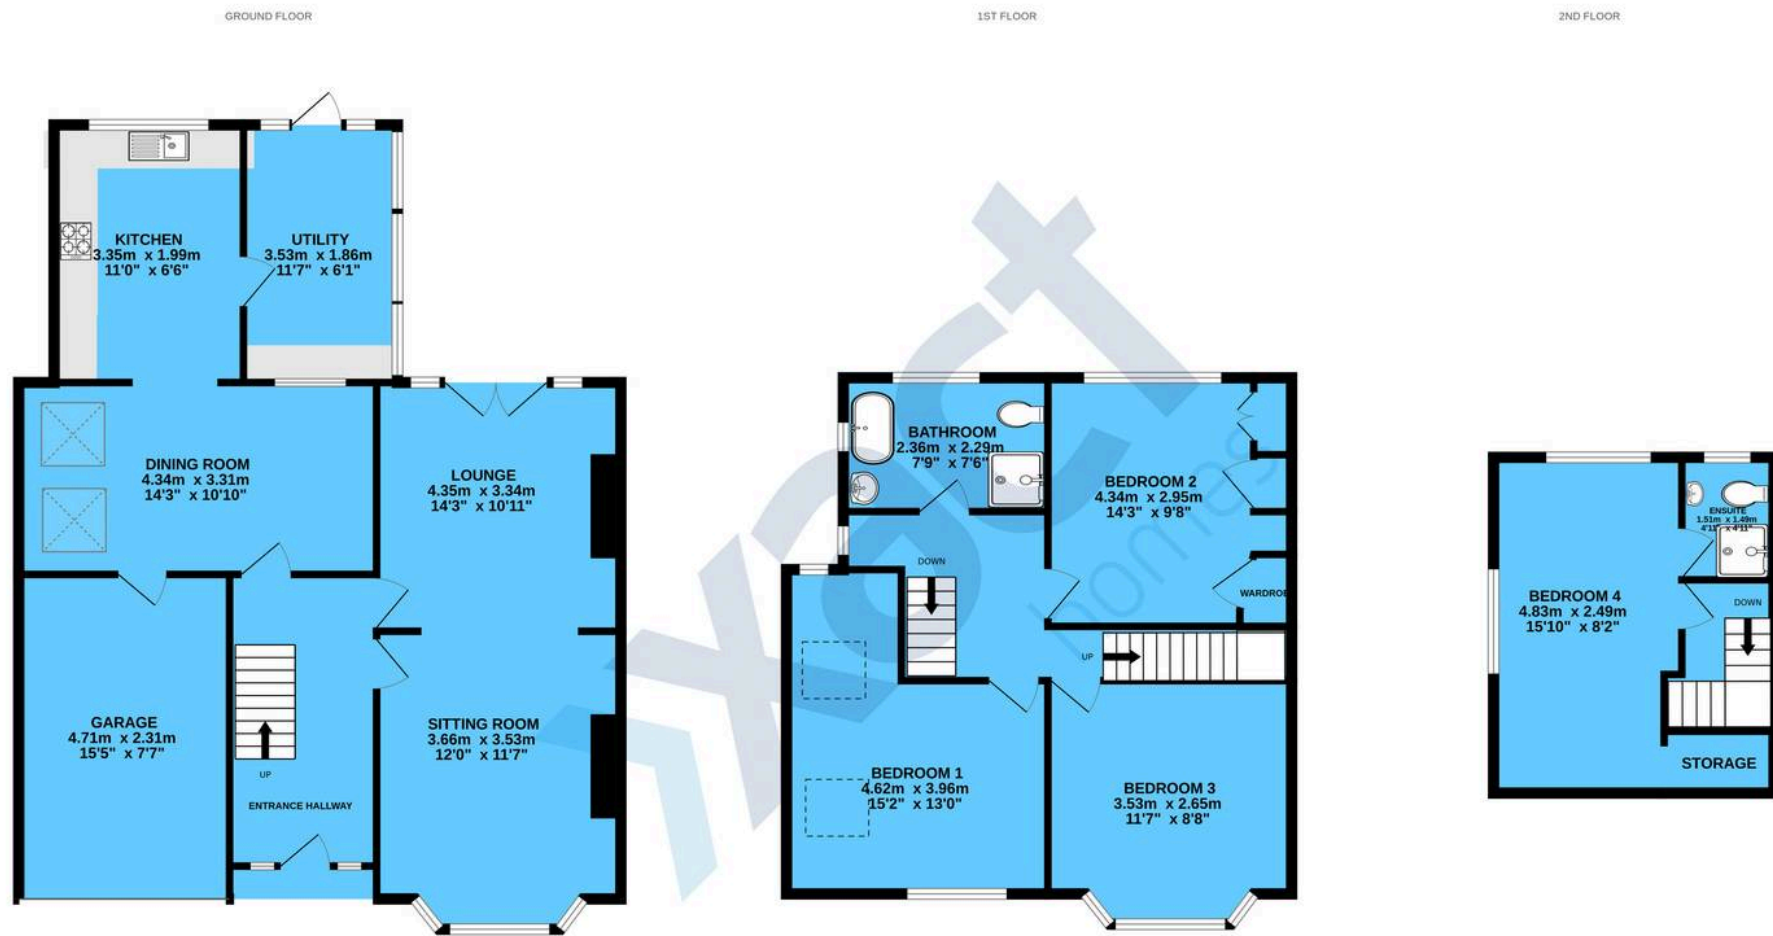 GROUND FLOOR
1ST FLOOR
2ND FLOOR
KITCHEN
3.35m x 1.99m
11'0" x 6'6"
UTILITY
3.53m x 1.86m
11'7" x 6'1"
DINING ROOM
4.34m x 3.31m
14'3" x 10'10"
LOUNGE
4.35m x 3.34m
14'3" x 10'11"
GARAGE
4.71m x 2.31m
15'5" x 7'7"
UP
ENTRANCE HALLWAY
SITTING ROOM
3.66m x 3.53m
12'0" x 11'7"
BATHROOM
2.36m x 2.29m
7'9" x 7'6"
BEDROOM 2
4.34m x 2.95m
14'3" x 9'8"
DOWN
WARDROBE
UP
BEDROOM 1
4.62m x 3.96m
15'2" x 13'0"
BEDROOM 3
3.53m x 2.65m
11'7" x 8'8"
xact
homes
ENSUITE
1.51m x 1.49m
4'11" x 4'11"
BEDROOM 4
4.83m x 2.49m
15'10" x 8'2"
DOWN
STORAGE